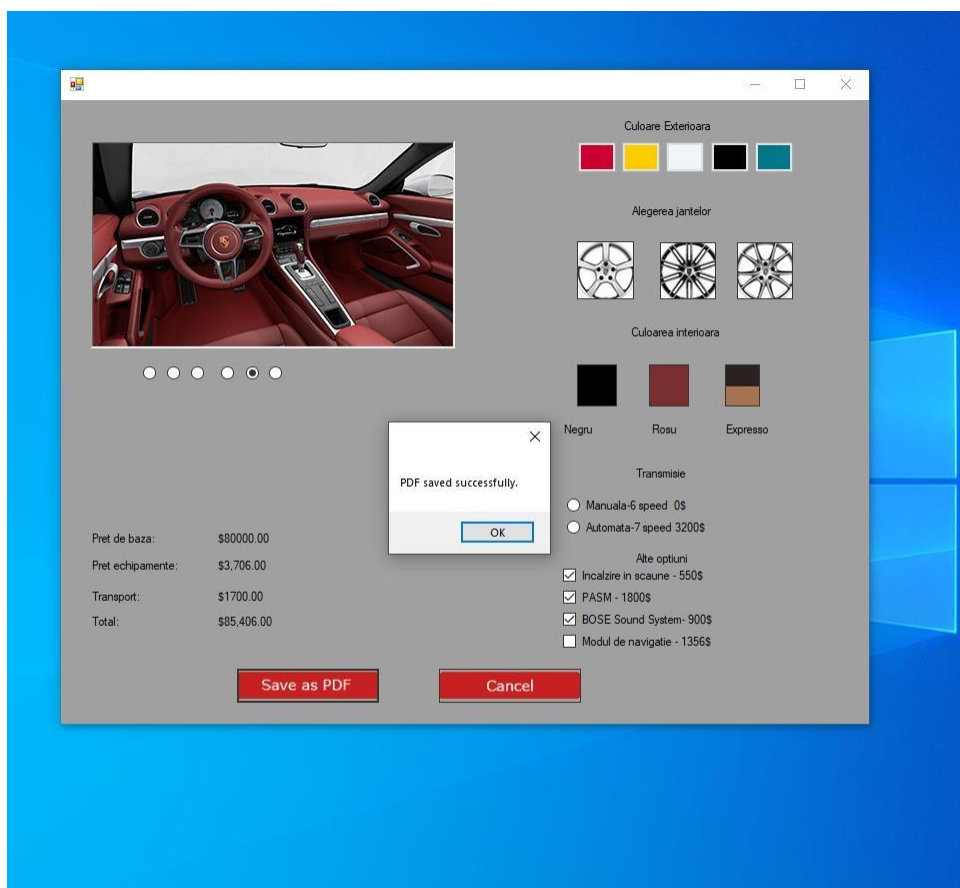 Culoare Exterioara
Alegerea jantelor
Culoarea interioara
Negru Rosu Expresso
PDF saved successfully.
OK
Transmisie
Manuala-6 speed 0$
Automata-7 speed 3200$
Pret de baza: $80000.00
Pret echipamente: $3,706.00
Transport: $1700.00
Total: $85,406.00
Alte optiuni
Incalzire in scaune - 550$
PASM - 1800$
BOSE Sound System- 900$
Modul de navigatie - 1356$
Save as PDF
Cancel